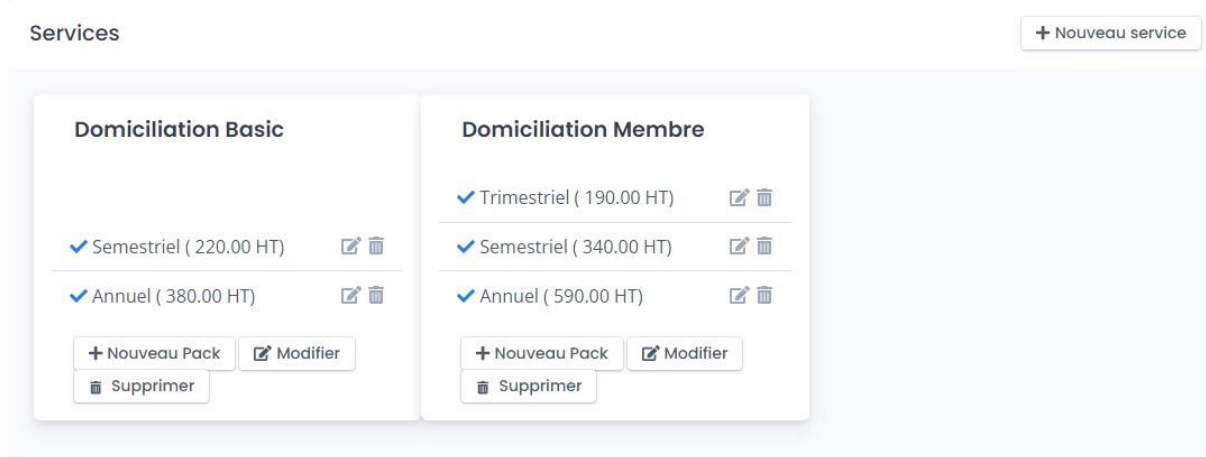 Services
+ Nouveau service
Domiciliation Basic
Semestriel ( 220.00 HT)
Annuel ( 380.00 HT)
+ Nouveau Pack
Modifier
Supprimer
Domiciliation Membre
Trimestriel ( 190.00 HT)
Semestriel ( 340.00 HT)
Annuel ( 590.00 HT)
+ Nouveau Pack
Modifier
Supprimer